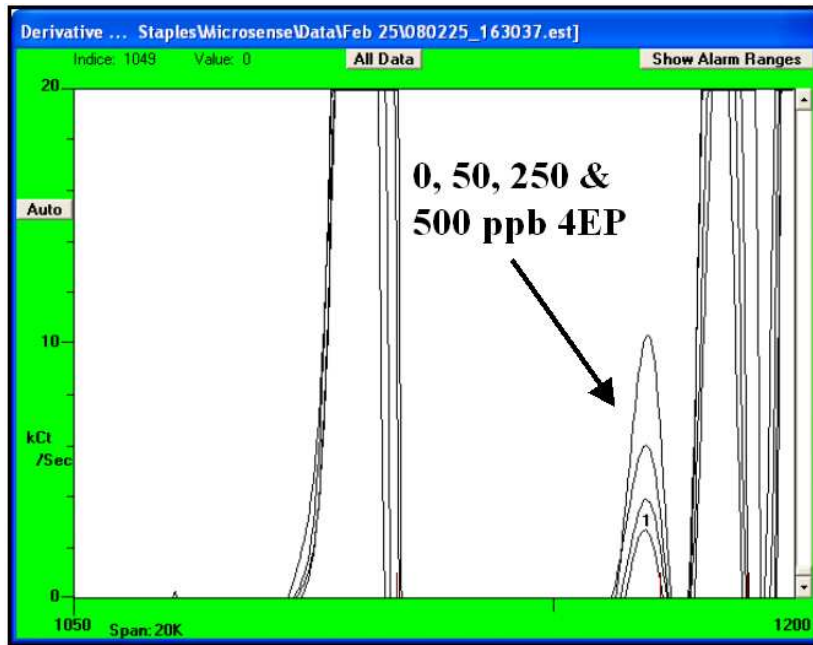 Derivative ... Staples\Microsense\Data\Feb 25\080225_163037.est]
Indice: 1049 Value: 0 All Data Show Alarm Ranges
20
0, 50, 250 &
500 ppb 4EP
Auto
10
kCt
/Sec
1
0
1050 1200
Span: 20K